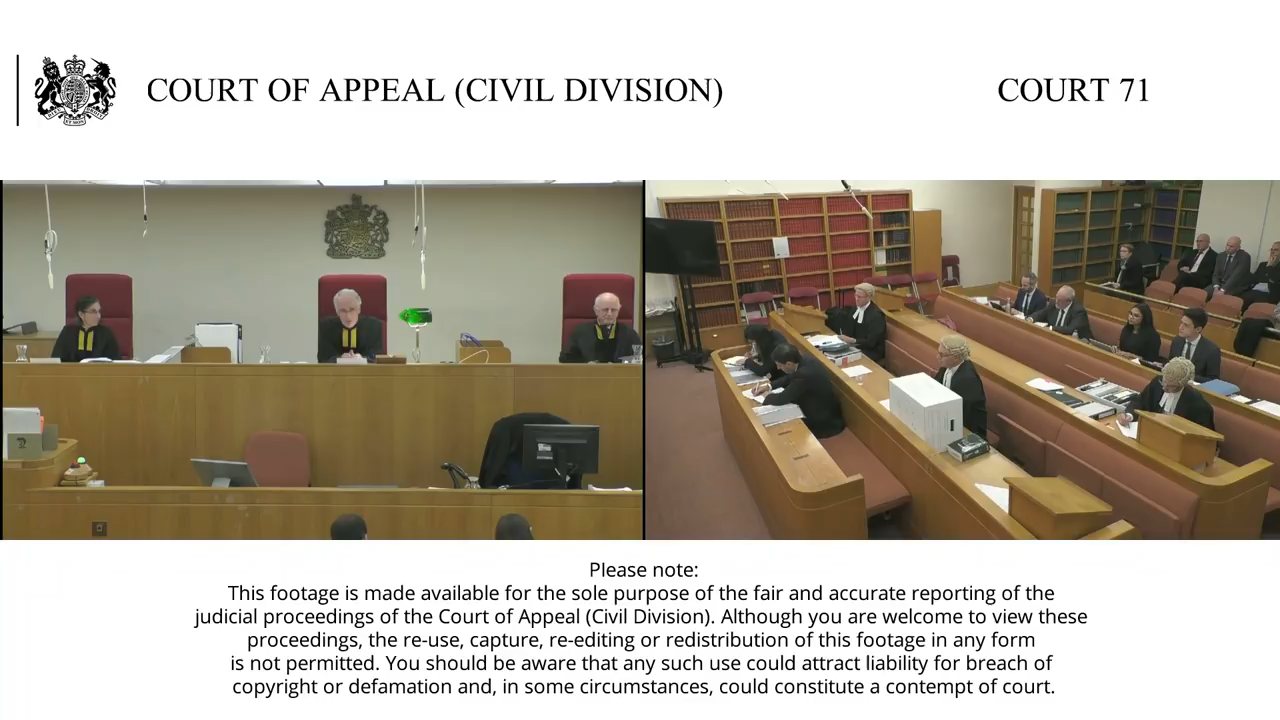 COURT OF APPEAL (CIVIL DIVISION)
COURT 71
Please note:
This footage is made available for the sole purpose of the fair and accurate reporting of the
judicial proceedings of the Court of Appeal (Civil Division). Although you are welcome to view these
proceedings, the re-use, capture, re-editing or redistribution of this footage in any form
is not permitted. You should be aware that any such use could attract liability for breach of
copyright or defamation and, in some circumstances, could constitute a contempt of court.